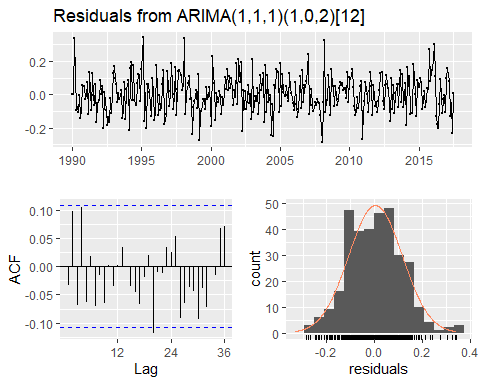 Residuals from ARIMA(1,1,1)(1,0,2)[12]
0.2
0.0
-0.2
1990 1995 2000 2005 2010 2015
ACF
0.10
0.05
0.00
-0.05
-0.10
12 24 36
Lag
count
50
40
30
20
10
0
-0.2 0.0 0.2 0.4
residuals